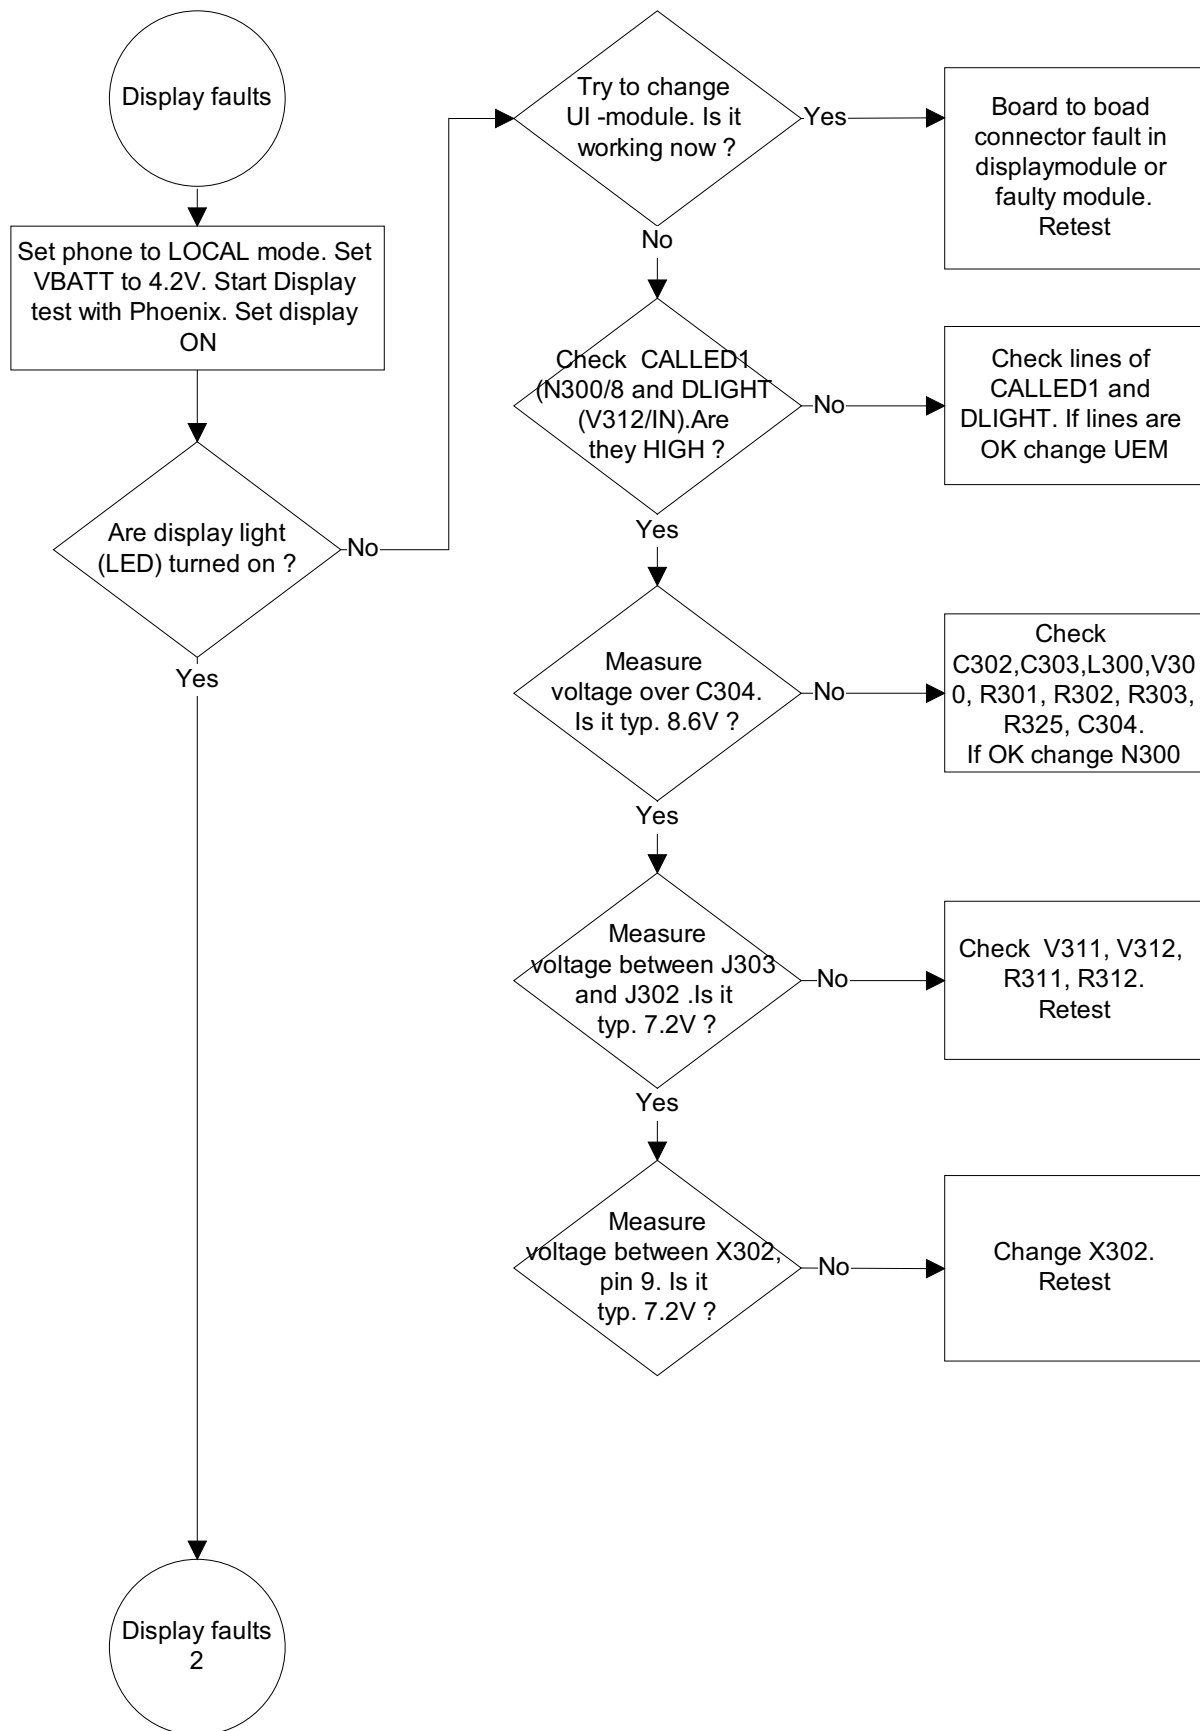 Display faults
Set phone to LOCAL mode. Set
VBATT to 4.2V. Start Display
test with Phoenix. Set display
ON
Are display light
(LED) turned on ?
No
Yes
Display faults
2
Try to change
UI -module. Is it
working now ?
Yes
Board to boad
connector fault in
displaymodule or
faulty module.
Retest
No
Check CALLED1
(N300/8 and DLIGHT
(V312/IN).Are
they HIGH ?
No
Check lines of
CALLED1 and
DLIGHT. If lines are
OK change UEM
Yes
Measure
voltage over C304.
Is it typ. 8.6V ?
No
Check
C302,C303,L300,V30
0, R301, R302, R303,
R325, C304.
If OK change N300
Yes
Measure
voltage between J303
and J302 .Is it
typ. 7.2V ?
No
Check V311, V312,
R311, R312.
Retest
Yes
Measure
voltage between X302,
pin 9. Is it
typ. 7.2V ?
No
Change X302.
Retest